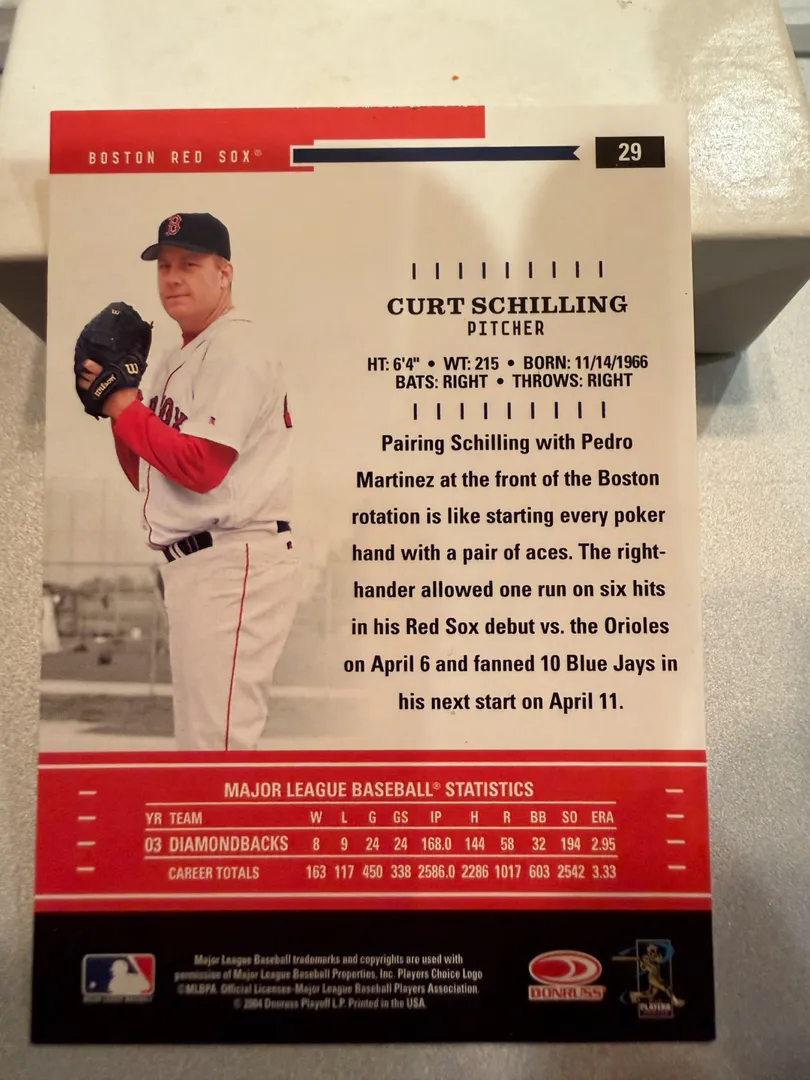 BOSTON RED SOX®
29
CURT SCHILLING
PITCHER
HT: 6'4" • WT: 215 • BORN: 11/14/1966
BATS: RIGHT • THROWS: RIGHT
Pairing Schilling with Pedro
Martinez at the front of the Boston
rotation is like starting every poker
hand with a pair of aces. The right-
hander allowed one run on six hits
in his Red Sox debut vs. the Orioles
on April 6 and fanned 10 Blue Jays in
his next start on April 11.
MAJOR LEAGUE BASEBALL® STATISTICS
YR TEAM W L G GS IP H R BB SO ERA
03 DIAMONDBACKS 8 9 24 24 168.0 144 58 32 194 2.95
CAREER TOTALS 163 117 450 338 2586.0 2286 1017 603 2542 3.33
Major League Baseball trademarks and copyrights are used with
permission of Major League Baseball Properties, Inc. Players Choice Logo
©MLBPA. Official Licensee-Major League Baseball Players Association.
© 2004 Donruss Playoff L.P. Printed in the USA.
DONRUSS
PLAYERS
B
Wilson
W